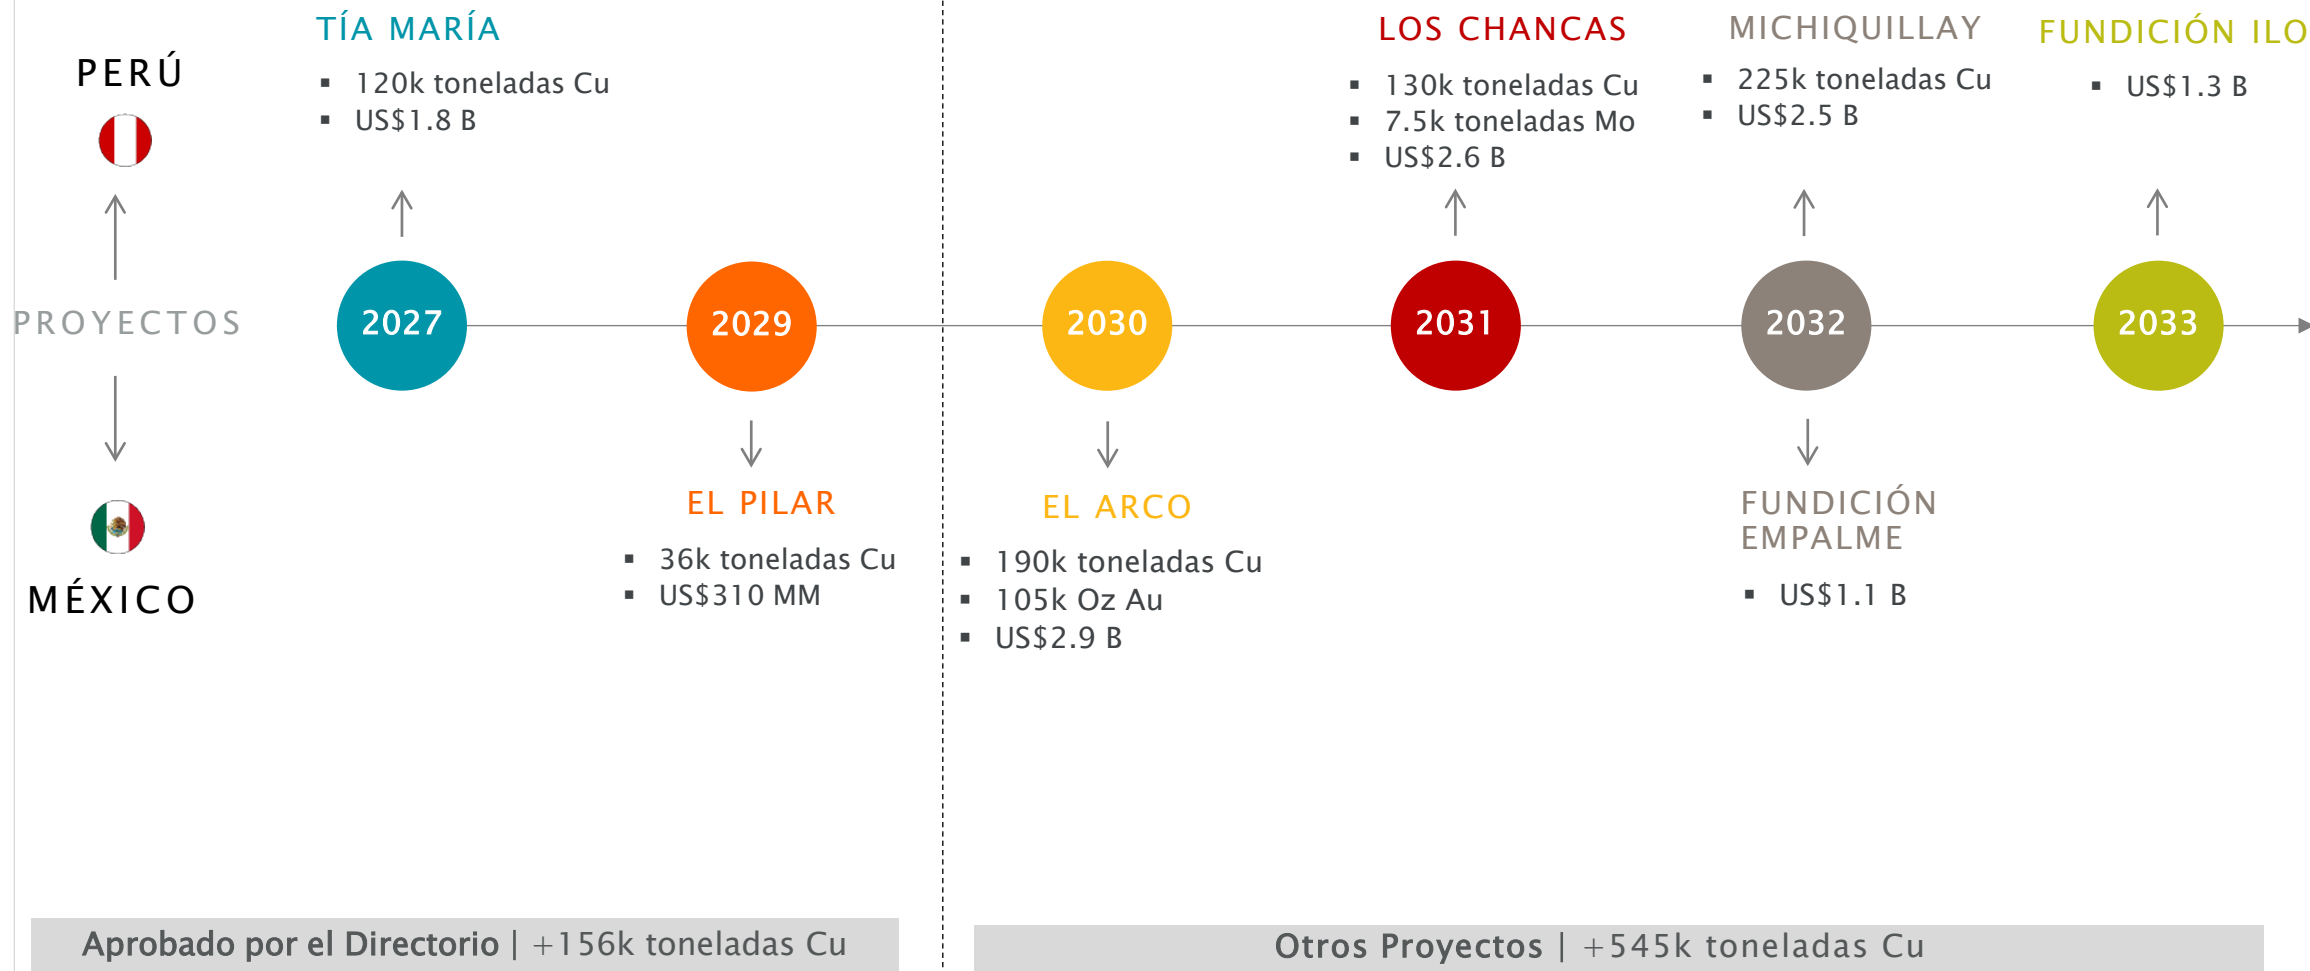 PERÚ
TÍA MARÍA
▪ 120k toneladas Cu
▪ US$1.8 B
LOS CHANCAS
▪ 130k toneladas Cu
▪ 7.5k toneladas Mo
▪ US$2.6 B
MICHIQUILLAY
▪ 225k toneladas Cu
▪ US$2.5 B
FUNDICIÓN ILO
▪ US$1.3 B
PROYECTOS
2027
2029
2030
2031
2032
2033
MÉXICO
EL PILAR
▪ 36k toneladas Cu
▪ US$310 MM
EL ARCO
▪ 190k toneladas Cu
▪ 105k Oz Au
▪ US$2.9 B
FUNDICIÓN
EMPALME
▪ US$1.1 B
Aprobado por el Directorio | +156k toneladas Cu
Otros Proyectos | +545k toneladas Cu